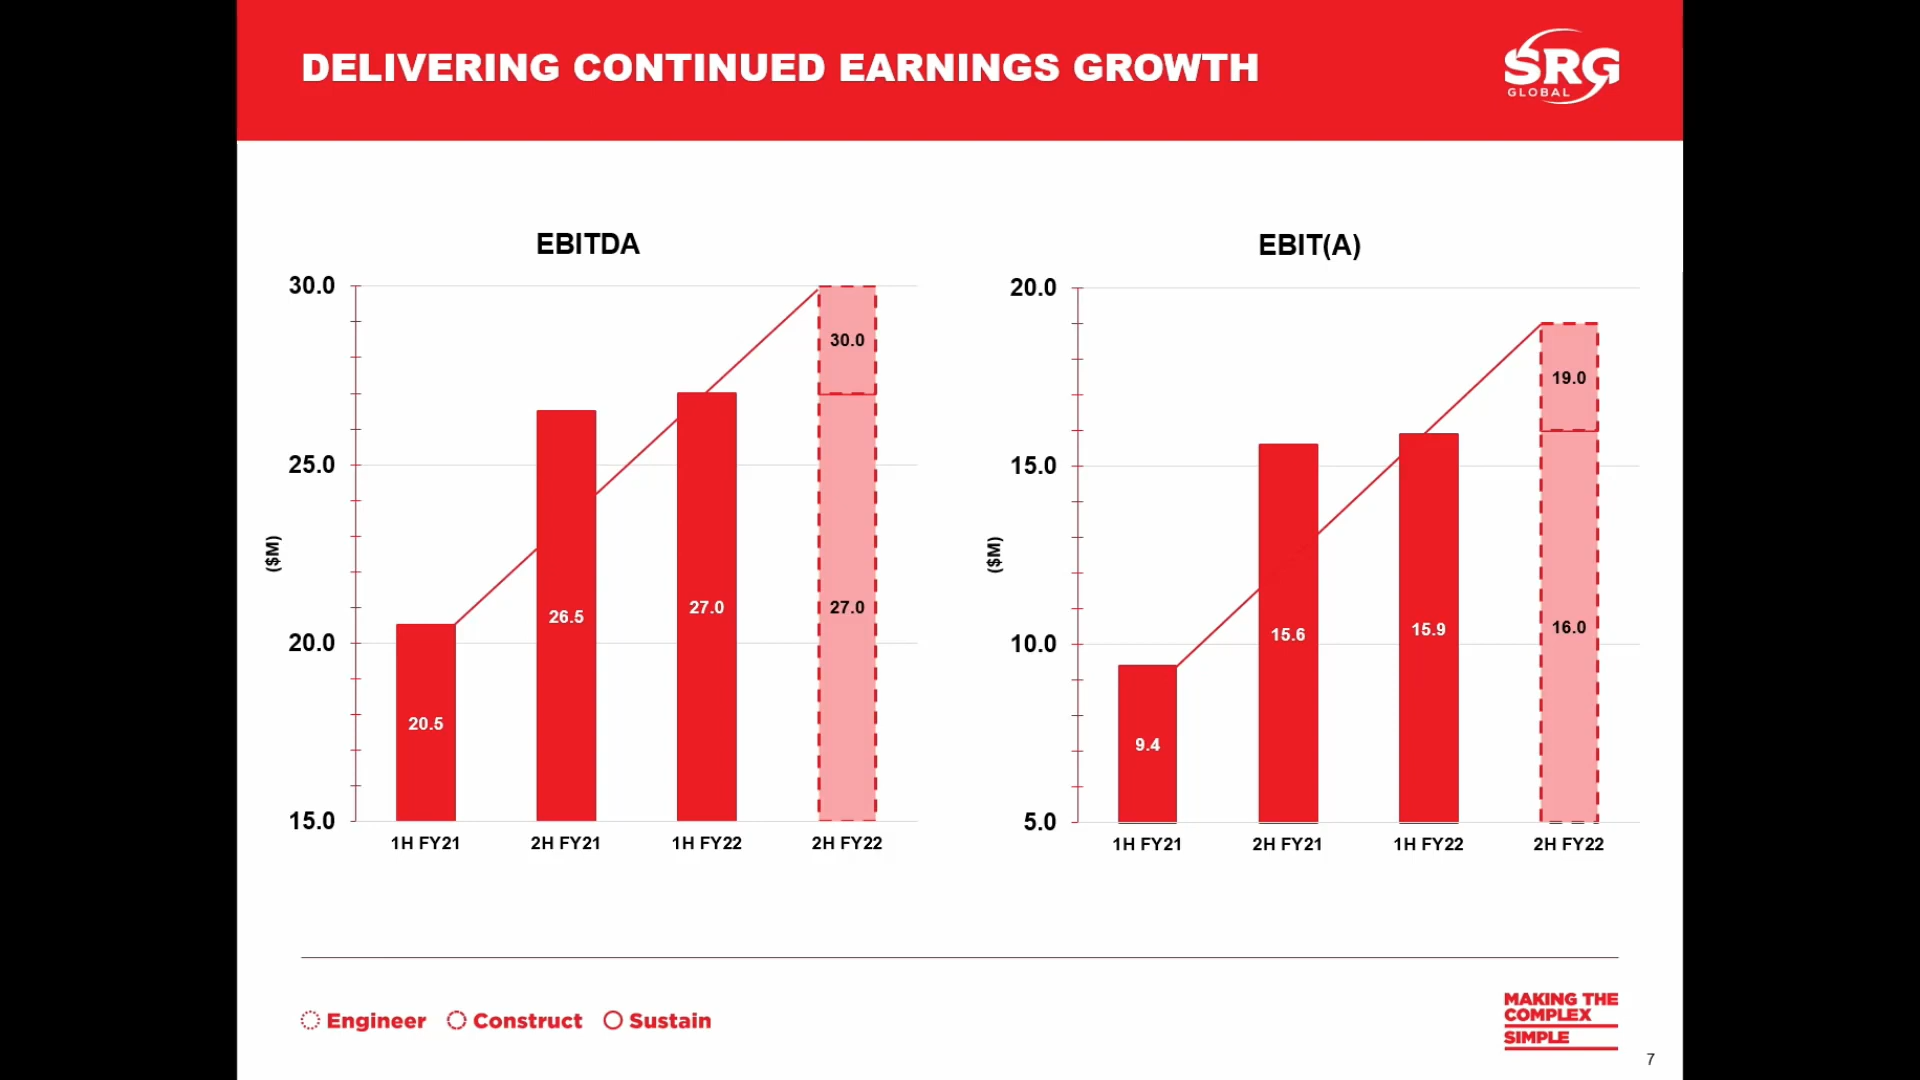 DELIVERING CONTINUED EARNINGS GROWTH
SRG
GLOBAL
EBITDA
30.0
25.0
20.0
15.0
($M)
20.5
26.5
27.0
30.0
27.0
1H FY21
2H FY21
1H FY22
2H FY22
EBIT(A)
20.0
15.0
10.0
5.0
($M)
9.4
15.6
15.9
19.0
16.0
1H FY21
2H FY21
1H FY22
2H FY22
Engineer
Construct
Sustain
MAKING THE
COMPLEX
SIMPLE
7